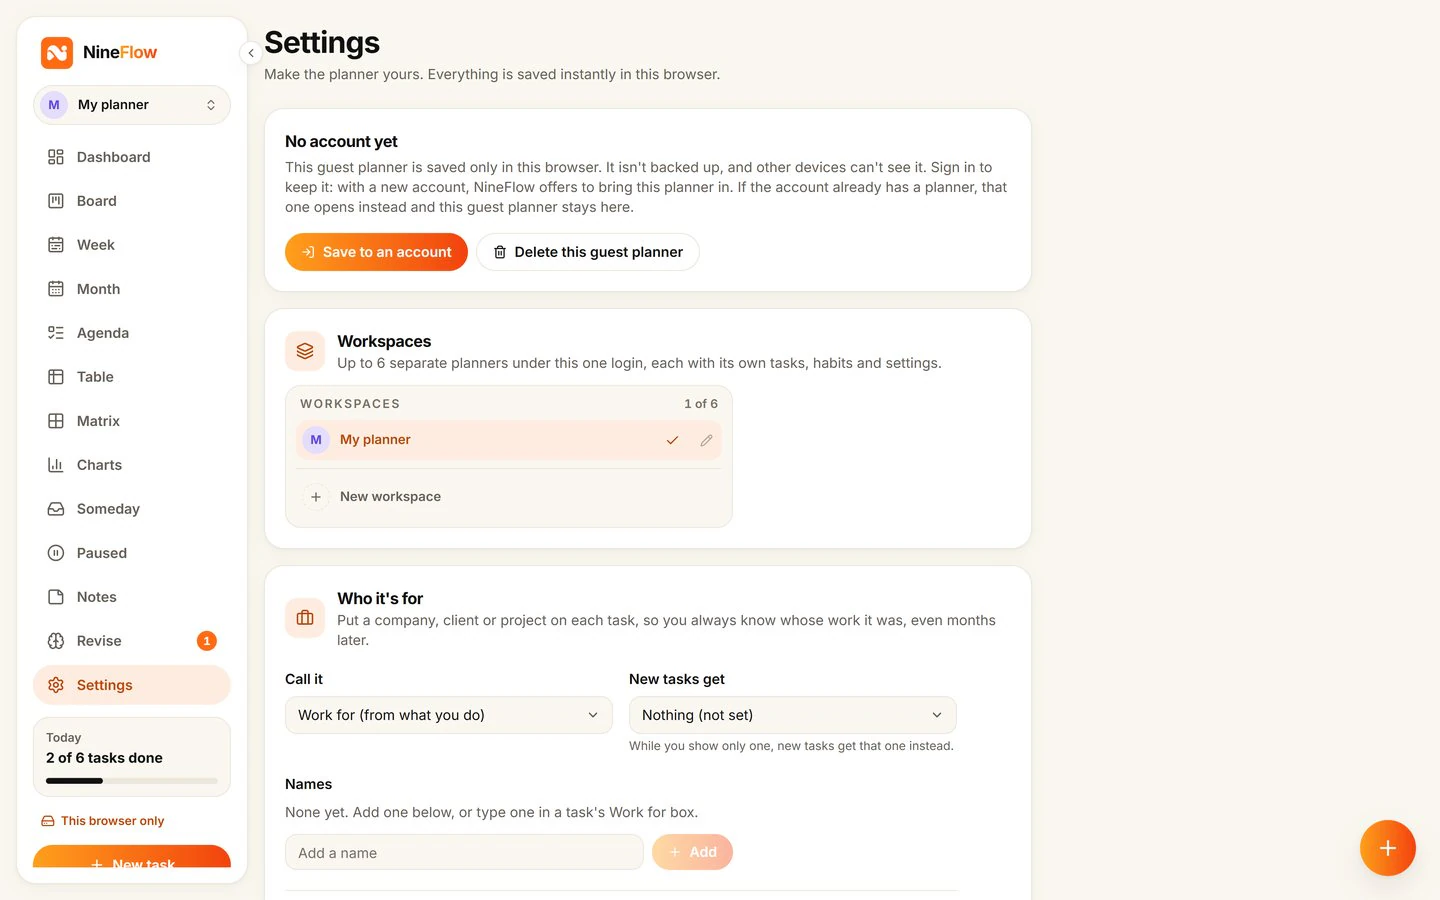 NineFlow
M My planner
Dashboard
Board
Week
Month
Agenda
Table
Matrix
Charts
Someday
Paused
Notes
Revise 1
Settings
Today
2 of 6 tasks done
This browser only
New task
Settings
Make the planner yours. Everything is saved instantly in this browser.
No account yet
This guest planner is saved only in this browser. It isn't backed up, and other devices can't see it. Sign in to
keep it: with a new account, NineFlow offers to bring this planner in. If the account already has a planner, that
one opens instead and this guest planner stays here.
Save to an account Delete this guest planner
Workspaces
Up to 6 separate planners under this one login, each with its own tasks, habits and settings.
WORKSPACES 1 of 6
M My planner
New workspace
Who it's for
Put a company, client or project on each task, so you always know whose work it was, even months
later.
Call it New tasks get
Work for (from what you do) Nothing (not set)
While you show only one, new tasks get that one instead.
Names
None yet. Add one below, or type one in a task's Work for box.
Add a name + Add